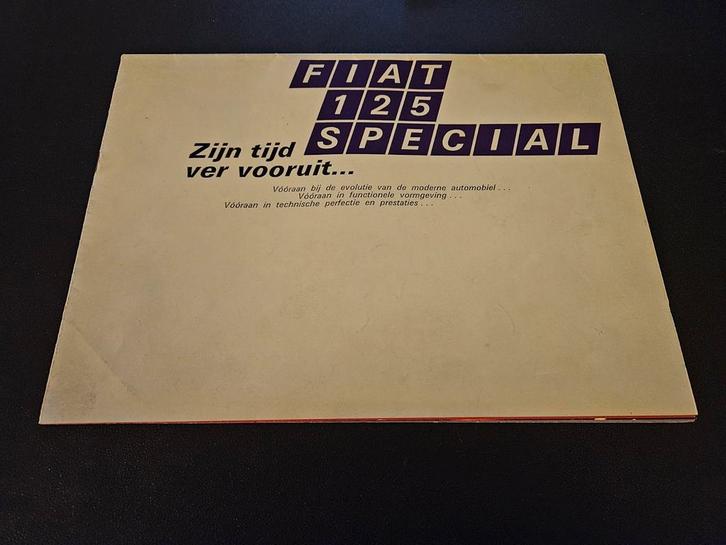 FIAT
125
SPECIAL
Zijn tijd
ver vooruit...
Vóóraan bij de evolutie van de moderne automobiel...
Vóóraan in functionele vormgeving...
Vóóraan in technische perfectie en prestaties...